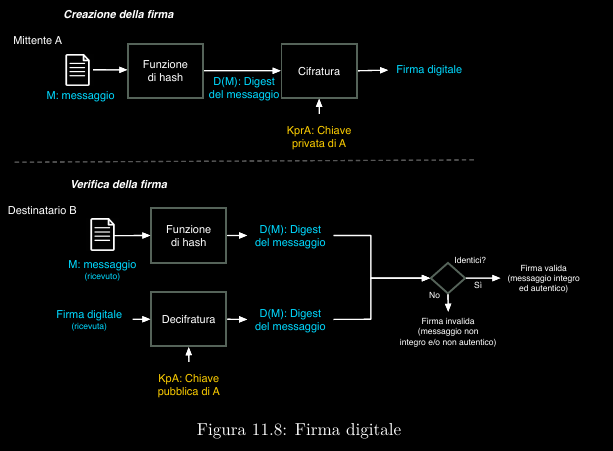 Creazione della firma
Mittente A
M: messaggio
Funzione
di hash
D(M): Digest
del messaggio
Cifratura
Firma digitale
KprA: Chiave
privata di A
Verifica della firma
Destinatario B
M: messaggio
(ricevuto)
Funzione
di hash
D(M): Digest
del messaggio
Firma digitale
(ricevuta)
Decifratura
D(M): Digest
del messaggio
KpA: Chiave
pubblica di A
Identici?
Sì
No
Firma valida
(messaggio integro
ed autentico)
Firma invalida
(messaggio non
integro e/o non autentico)
Figura 11.8: Firma digitale